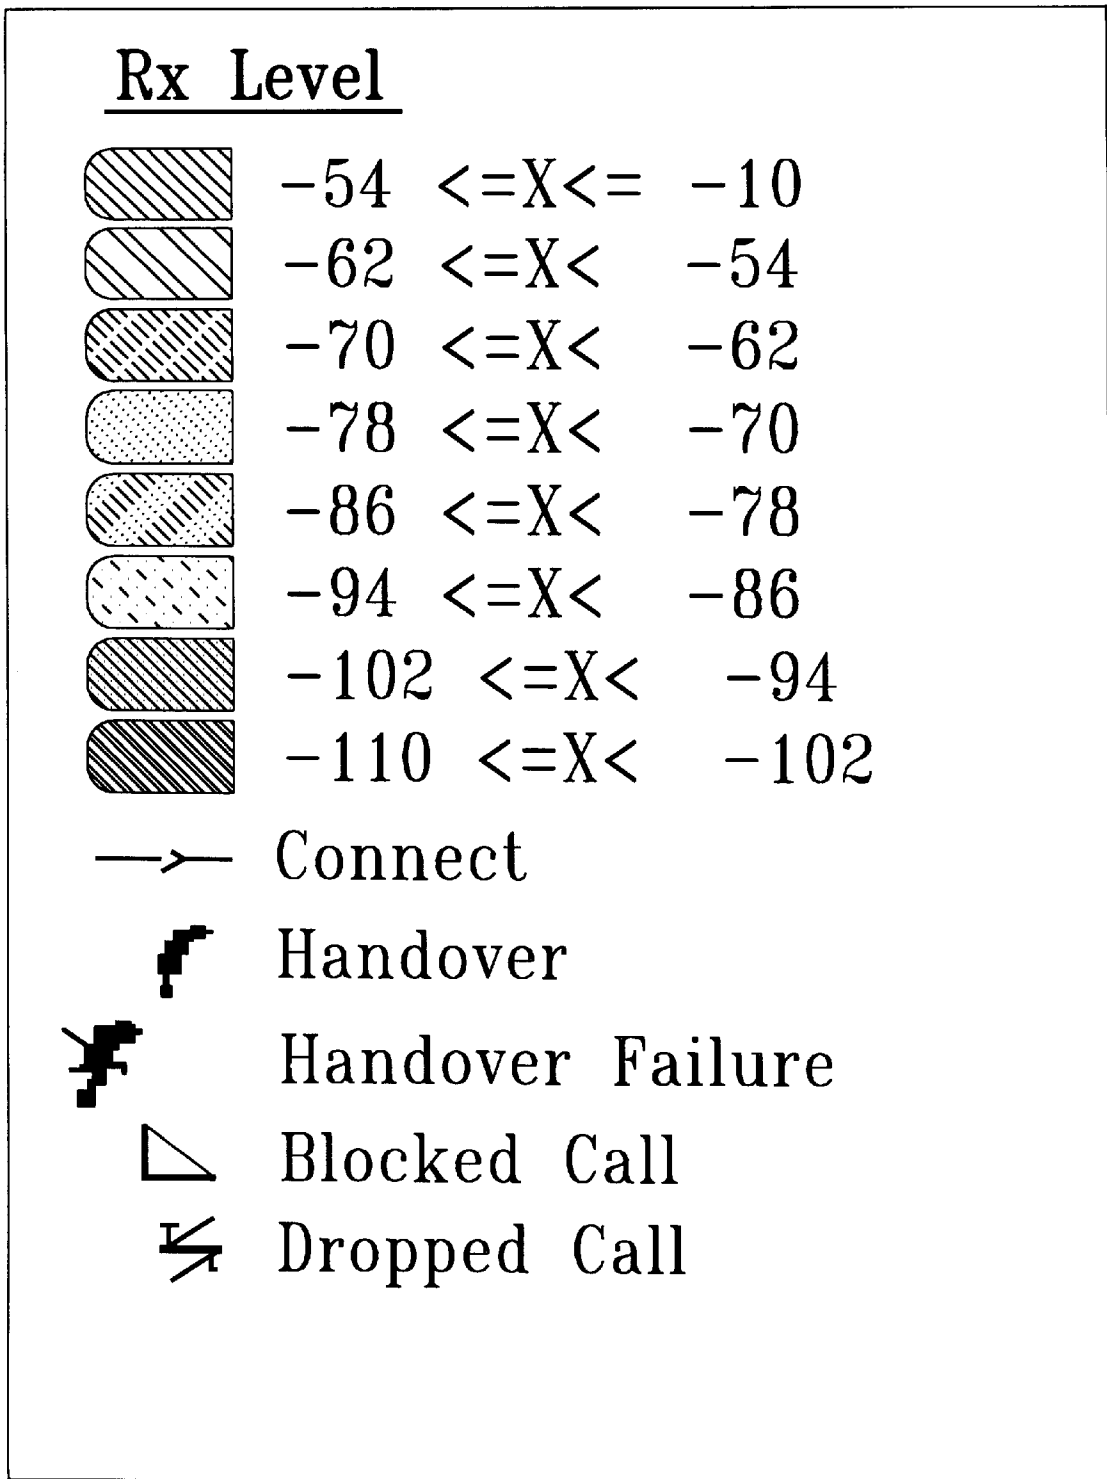 Rx Level
-54 <=X<= -10
-62 <=X< -54
-70 <=X< -62
-78 <=X< -70
-86 <=X< -78
-94 <=X< -86
-102 <=X< -94
-110 <=X< -102
Connect
Handover
Handover Failure
Blocked Call
Dropped Call